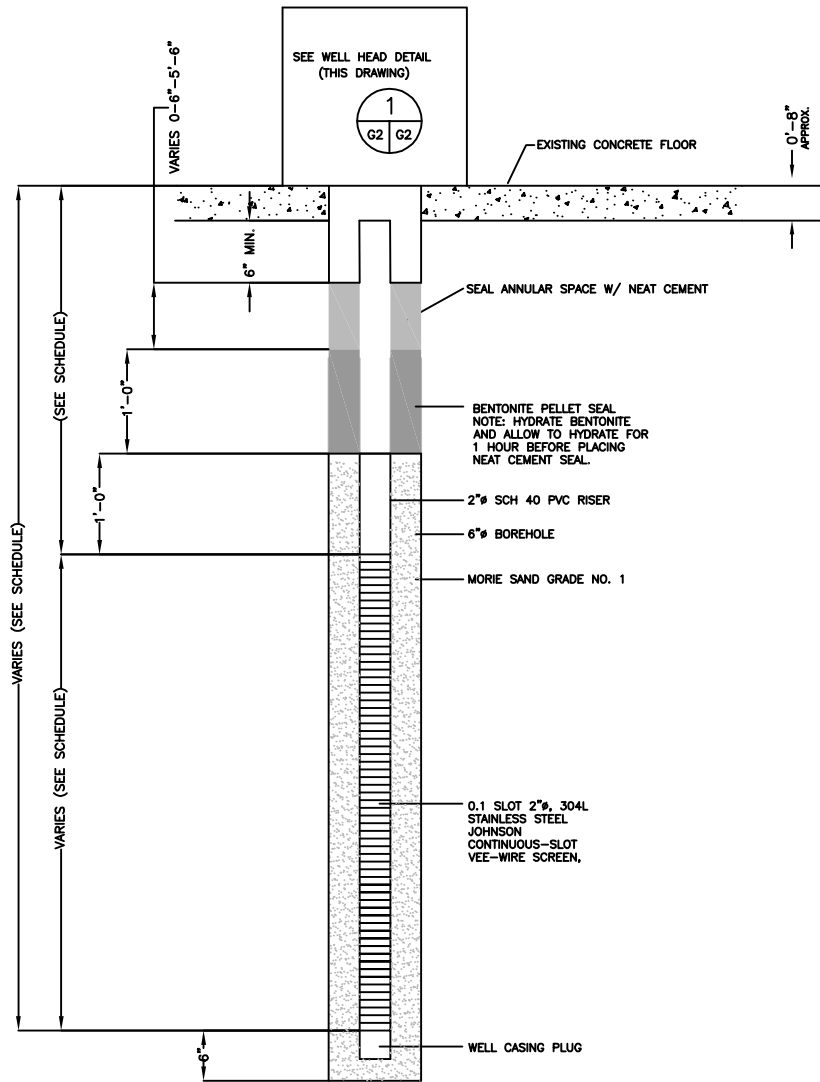 SEE WELL HEAD DETAIL
(THIS DRAWING)
1
G2 G2
VARIES 0-6"-5'-6"
EXISTING CONCRETE FLOOR
0'-8"
APPROX.
6" MIN.
SEAL ANNULAR SPACE W/ NEAT CEMENT
(SEE SCHEDULE)
1'-0"
BENTONITE PELLET SEAL
NOTE: HYDRATE BENTONITE
AND ALLOW TO HYDRATE FOR
1 HOUR BEFORE PLACING
NEAT CEMENT SEAL.
1'-0"
2"ø SCH 40 PVC RISER
6"ø BOREHOLE
MORIE SAND GRADE NO. 1
VARIES (SEE SCHEDULE)
VARIES (SEE SCHEDULE)
0.1 SLOT 2"ø, 304L
STAINLESS STEEL
JOHNSON
CONTINUOUS-SLOT
VEE-WIRE SCREEN,
WELL CASING PLUG
6"